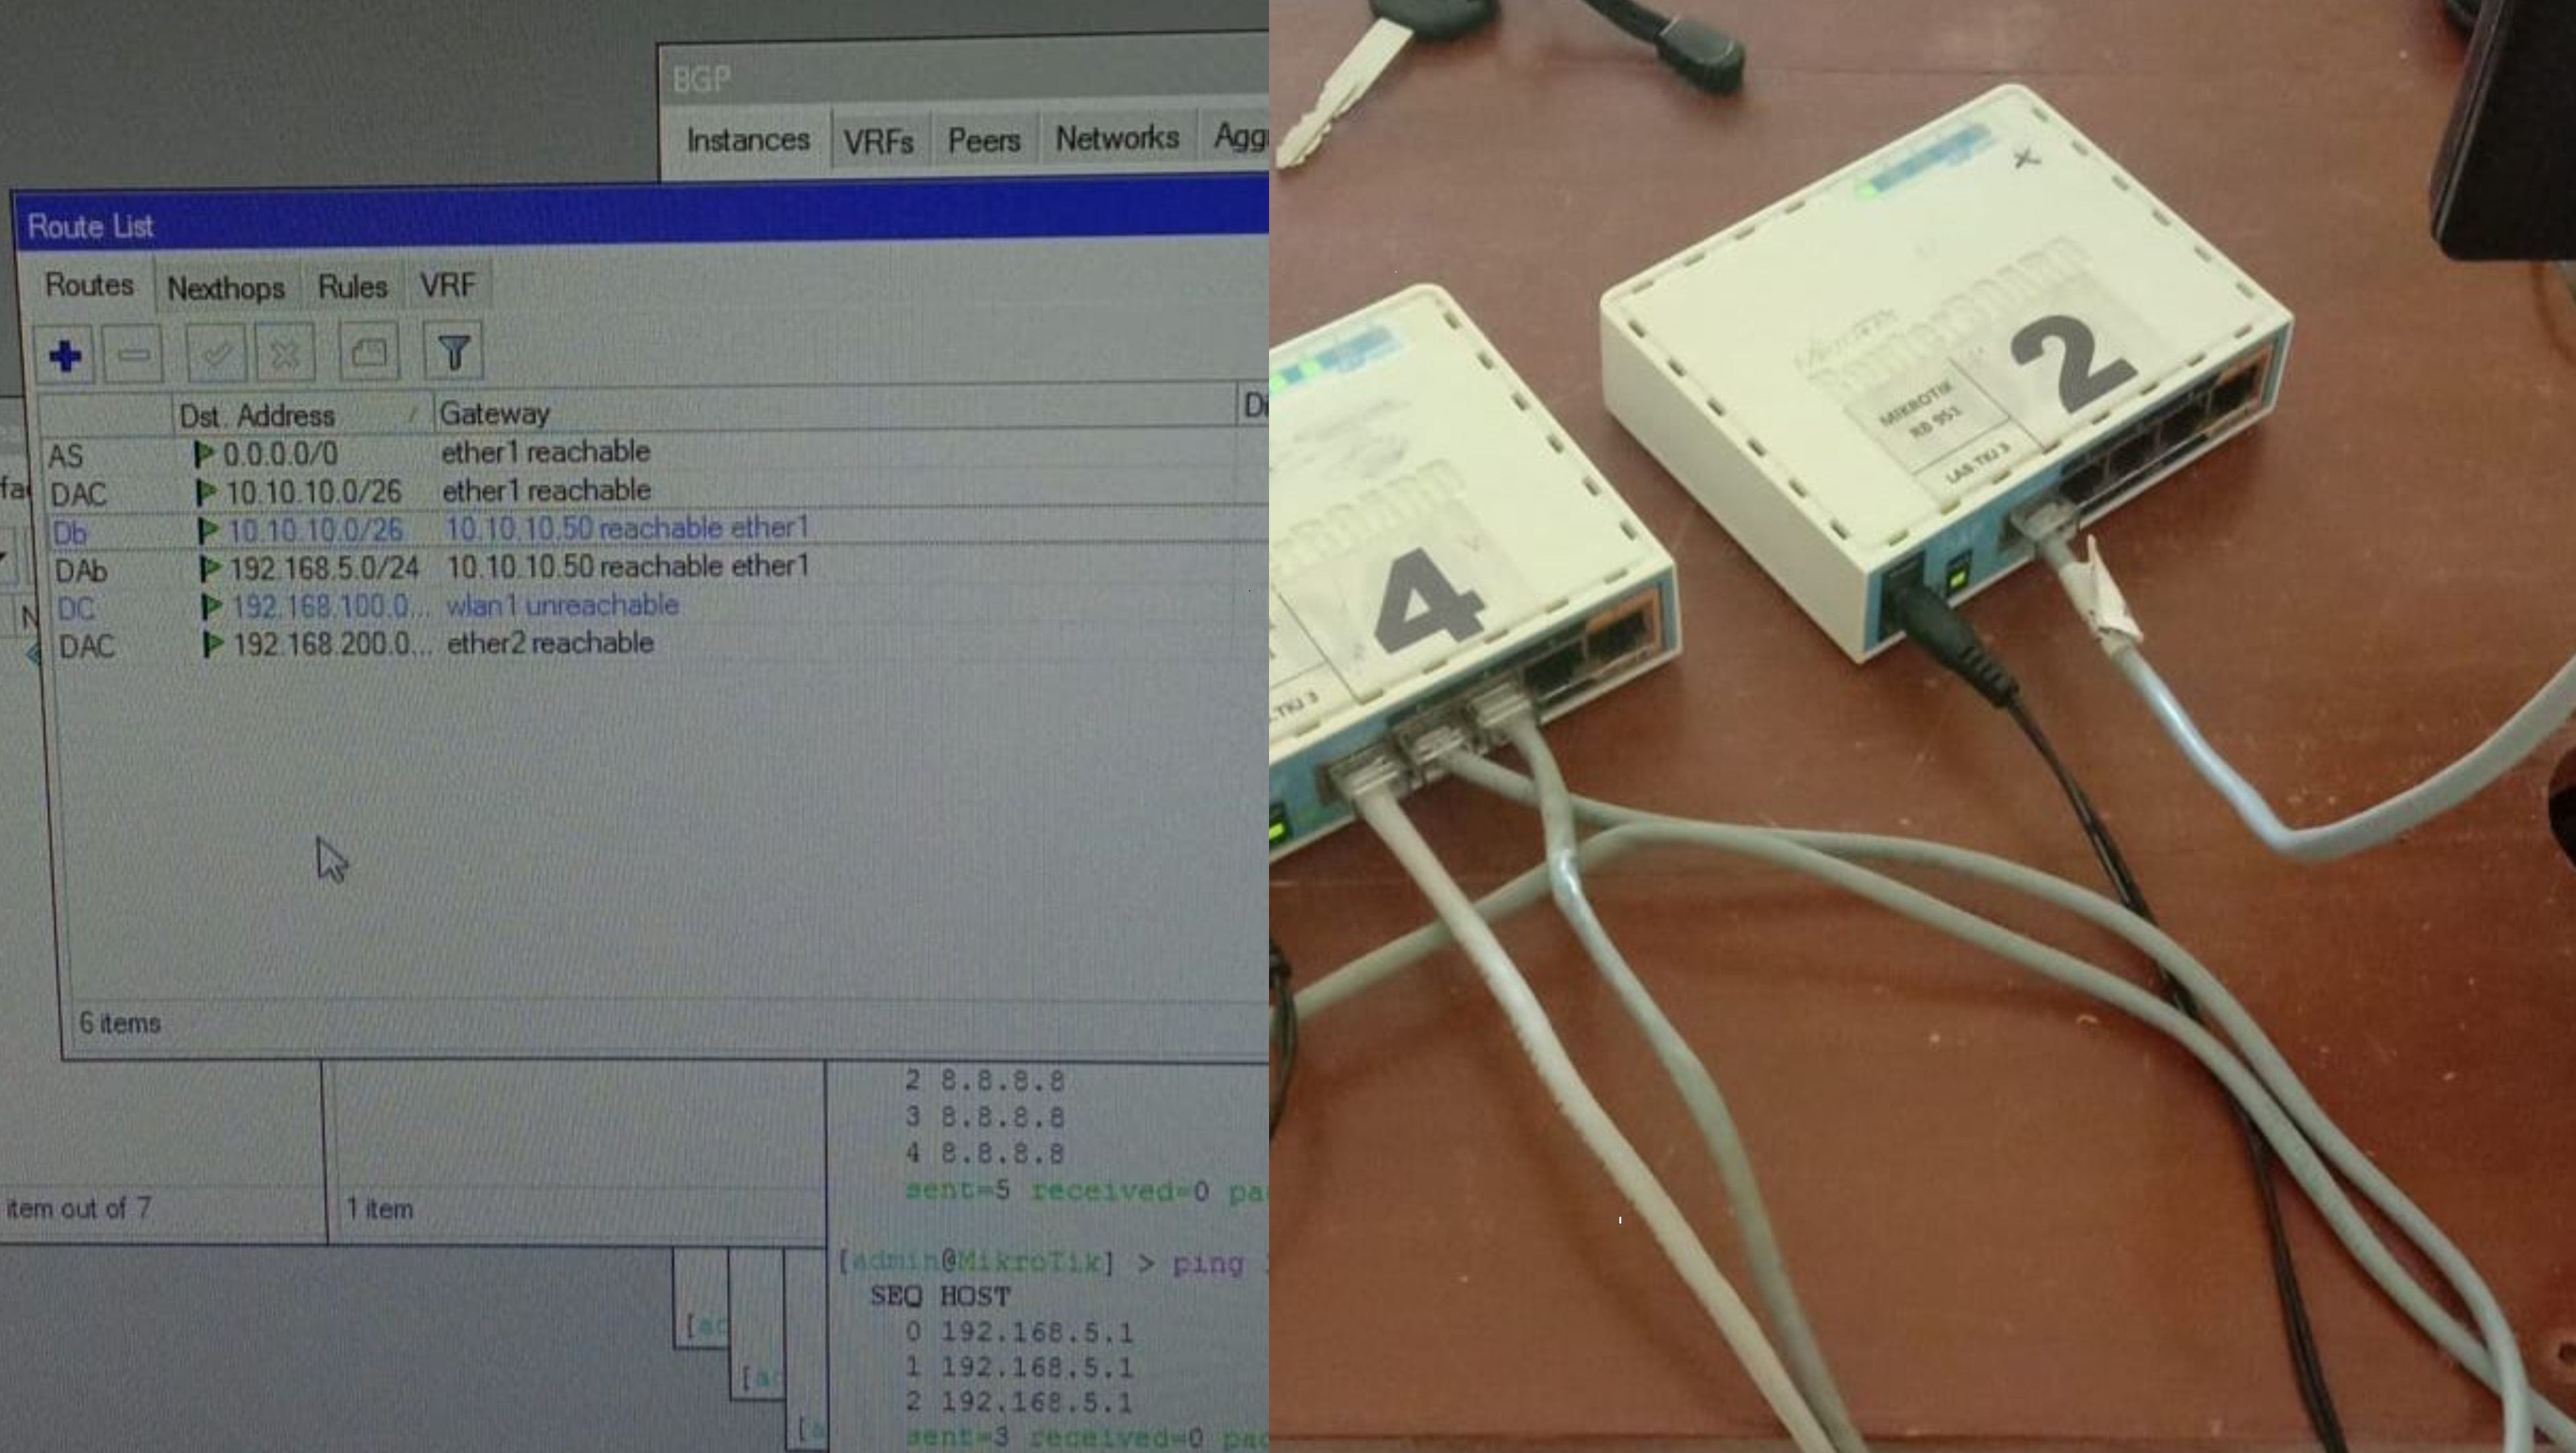 BGP
Instances VRFs Peers Networks Agg
Route List
Routes Nexthops Rules VRF
Dst. Address Gateway Di
AS 0.0.0.0/0 ether1 reachable
DAC 10.10.10.0/26 ether1 reachable
Db 10.10.10.0/26 10.10.10.50 reachable ether1
DAb 192.168.5.0/24 10.10.10.50 reachable ether1
DC 192.168.100.0... wlan1 unreachable
DAC 192.168.200.0... ether2 reachable
6 items
item out of 7
1 item
2 8.8.8.8
3 8.8.8.8
4 8.8.8.8
sent=5 received=0
[admin@MikroTik] > ping
SEQ HOST
0 192.168.5.1
1 192.168.5.1
2 192.168.5.1
sent=3 received=0
2
MIKROTIK
RB 951
LAB.TKJ 3
4
TKJ 3